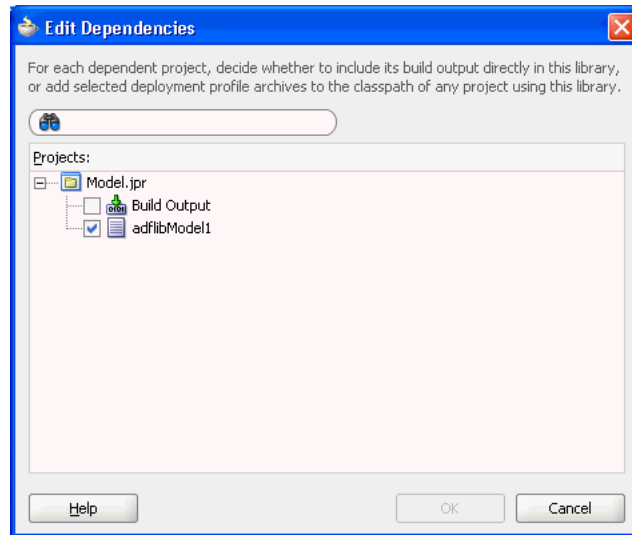 Edit Dependencies
For each dependent project, decide whether to include its build output directly in this library,
or add selected deployment profile archives to the classpath of any project using this library.
Projects:
Model.jpr
Build Output
adflibModel1
Help
OK
Cancel